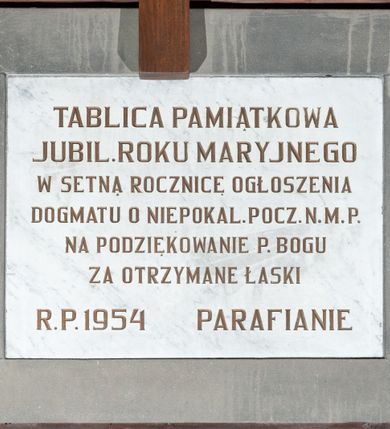 TABLICA PAMIĄTKOWA
JUBIL.ROKU MARYJNEGO
W SETNĄ ROCZNICĘ OGŁOSZENIA
DOGMATU O NIEPOKAL.POCZ.N.M.P.
NA PODZIĘKOWANIE P. BOGU
ZA OTRZYMANE ŁASKI
R.P.1954 PARAFIANIE